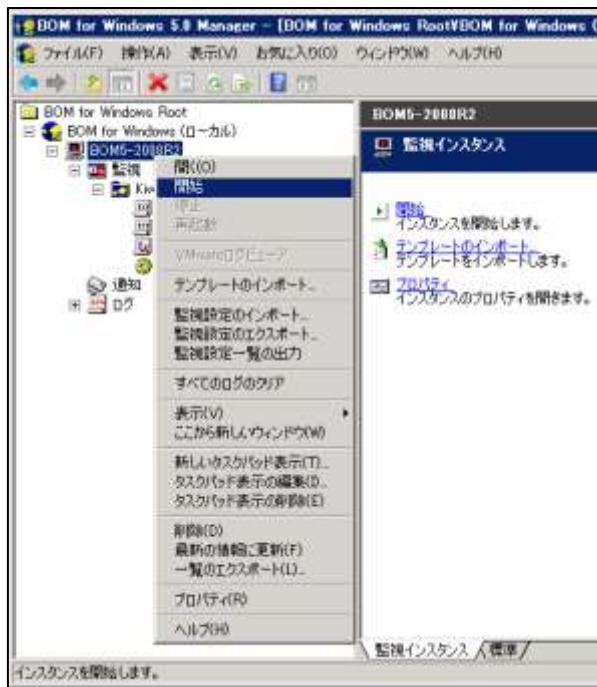 BOM for Windows 5.0 Manager - [BOM for Windows Root¥BOM for Windows (
ファイル(F) 操作(A) 表示(V) お気に入り(O) ウィンドウ(W) ヘルプ(H)
BOM for Windows Root
BOM for Windows (ローカル)
BOM5-2008R2
監視
Kiw
通知
ログ
開く(O)
開始
停止
再起動
VMwareログビューア
テンプレートのインポート...
監視設定のインポート...
監視設定のエクスポート...
監視設定一覧の出力
すべてのログのクリア
表示(V)
ここから新しいウィンドウ(W)
新しいタスクパッド表示(T)...
タスクパッド表示の編集(I)...
タスクパッド表示の削除(E)
削除(D)
最新の情報に更新(F)
一覧のエクスポート(L)...
プロパティ(R)
ヘルプ(H)
BOM5-2008R2
監視インスタンス
開始
インスタンスを開始します。
テンプレートのインポート...
テンプレートをインポートします。
プロパティ
インスタンスのプロパティを開きます。
監視インスタンス 標準
インスタンスを開始します。